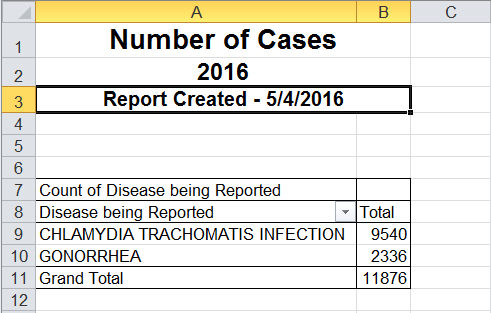 A B C
1 Number of Cases
2 2016
3 Report Created - 5/4/2016
4
5
6
7 Count of Disease being Reported
8 Disease being Reported Total
9 CHLAMYDIA TRACHOMATIS INFECTION 9540
10 GONORRHEA 2336
11 Grand Total 11876
12